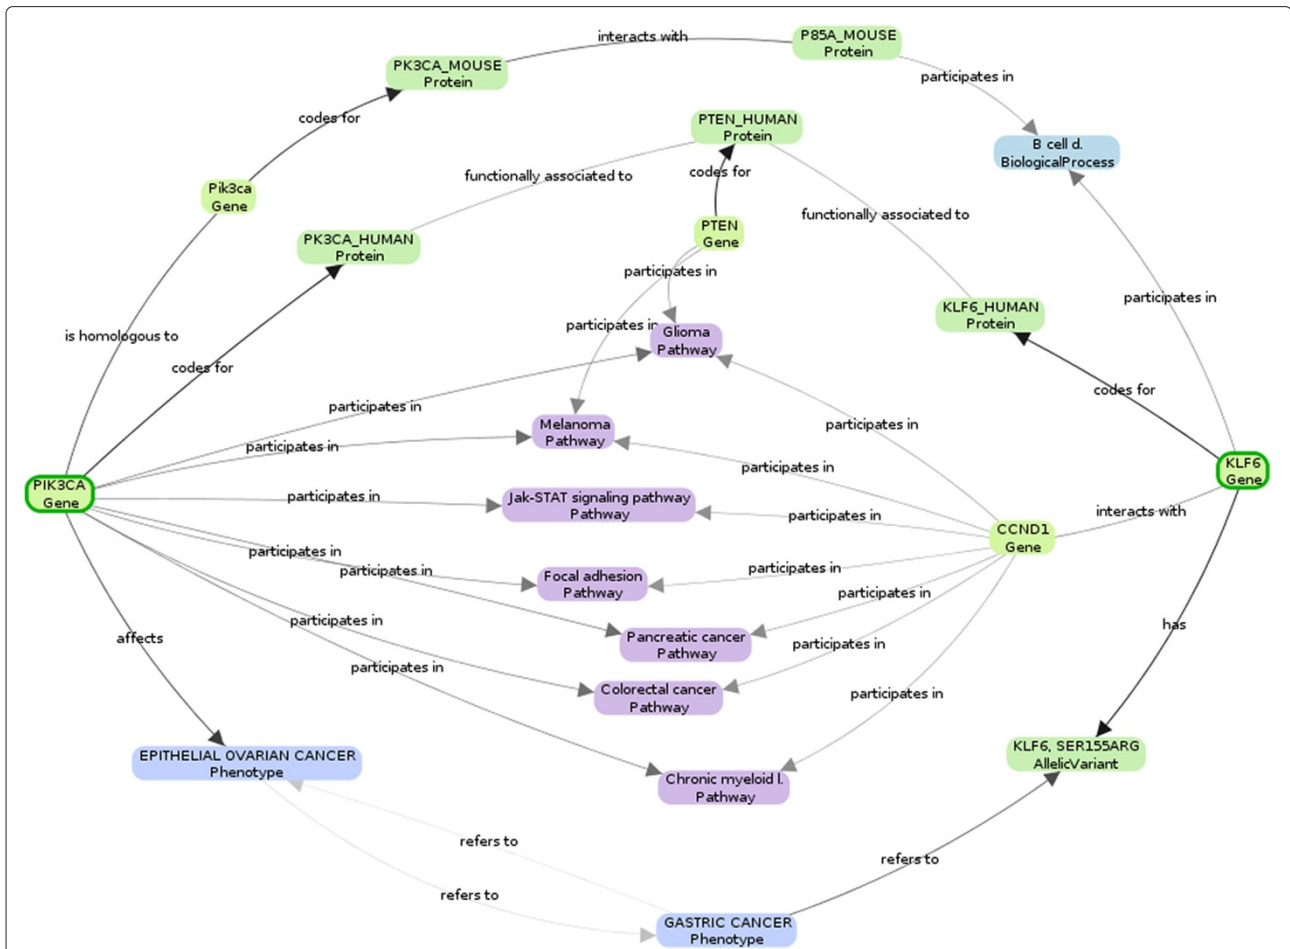 interacts with
P85A_MOUSE
Protein
PK3CA_MOUSE
Protein
participates in
codes for
PTEN_HUMAN
Protein
B cell d.
BiologicalProcess
codes for
functionally associated to
Pik3ca
Gene
functionally associated to
PTEN
Gene
PK3CA_HUMAN
Protein
participates in
participates in
KLF6_HUMAN
Protein
is homologous to
participates in
Glioma
Pathway
codes for
codes for
participates in
Melanoma
Pathway
participates in
participates in
participates in
KLF6
Gene
PIK3CA
Gene
participates in
Jak-STAT signaling pathway
Pathway
participates in
interacts with
CCND1
Gene
participates in
participates in
Focal adhesion
Pathway
participates in
participates in
participates in
Pancreatic cancer
Pathway
participates in
has
affects
participates in
Colorectal cancer
Pathway
participates in
EPITHELIAL OVARIAN CANCER
Phenotype
KLF6, SER155ARG
AllelicVariant
Chronic myeloid l.
Pathway
refers to
refers to
refers to
GASTRIC CANCER
Phenotype